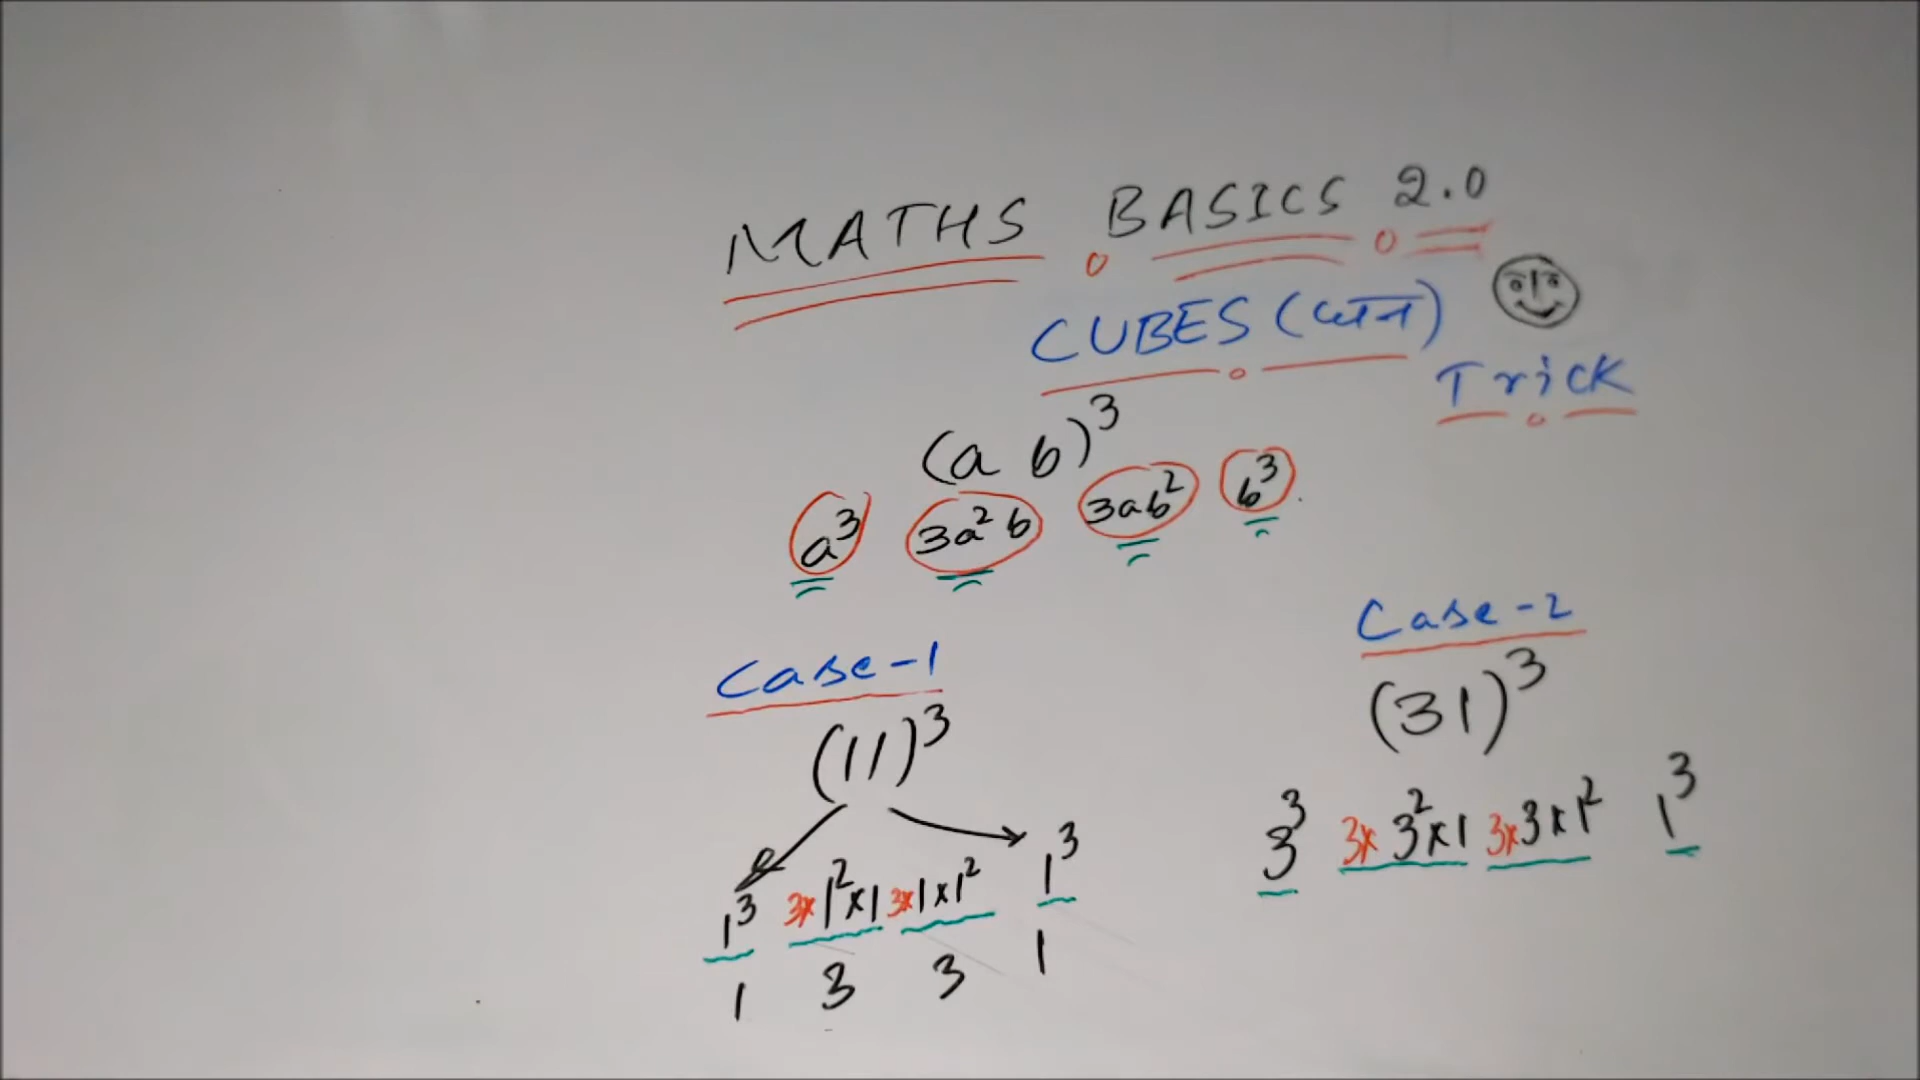 MATHS BASICS 2.0
CUBES (घन)
Trick
(a b)³
a³ 3a²b 3ab² b³
Case-1
(11)³
1³ 3×1²×1 3×1×1² 1³
1 3 3 1
Case-2
(31)³
3³ 3×3²×1 3×3×1² 1³